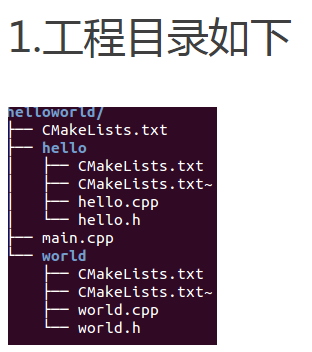 1.工程目录如下
helloworld/
├── CMakeLists.txt
├── hello
│   ├── CMakeLists.txt
│   ├── CMakeLists.txt~
│   ├── hello.cpp
│   └── hello.h
├── main.cpp
└── world
    ├── CMakeLists.txt
    ├── CMakeLists.txt~
    ├── world.cpp
    └── world.h